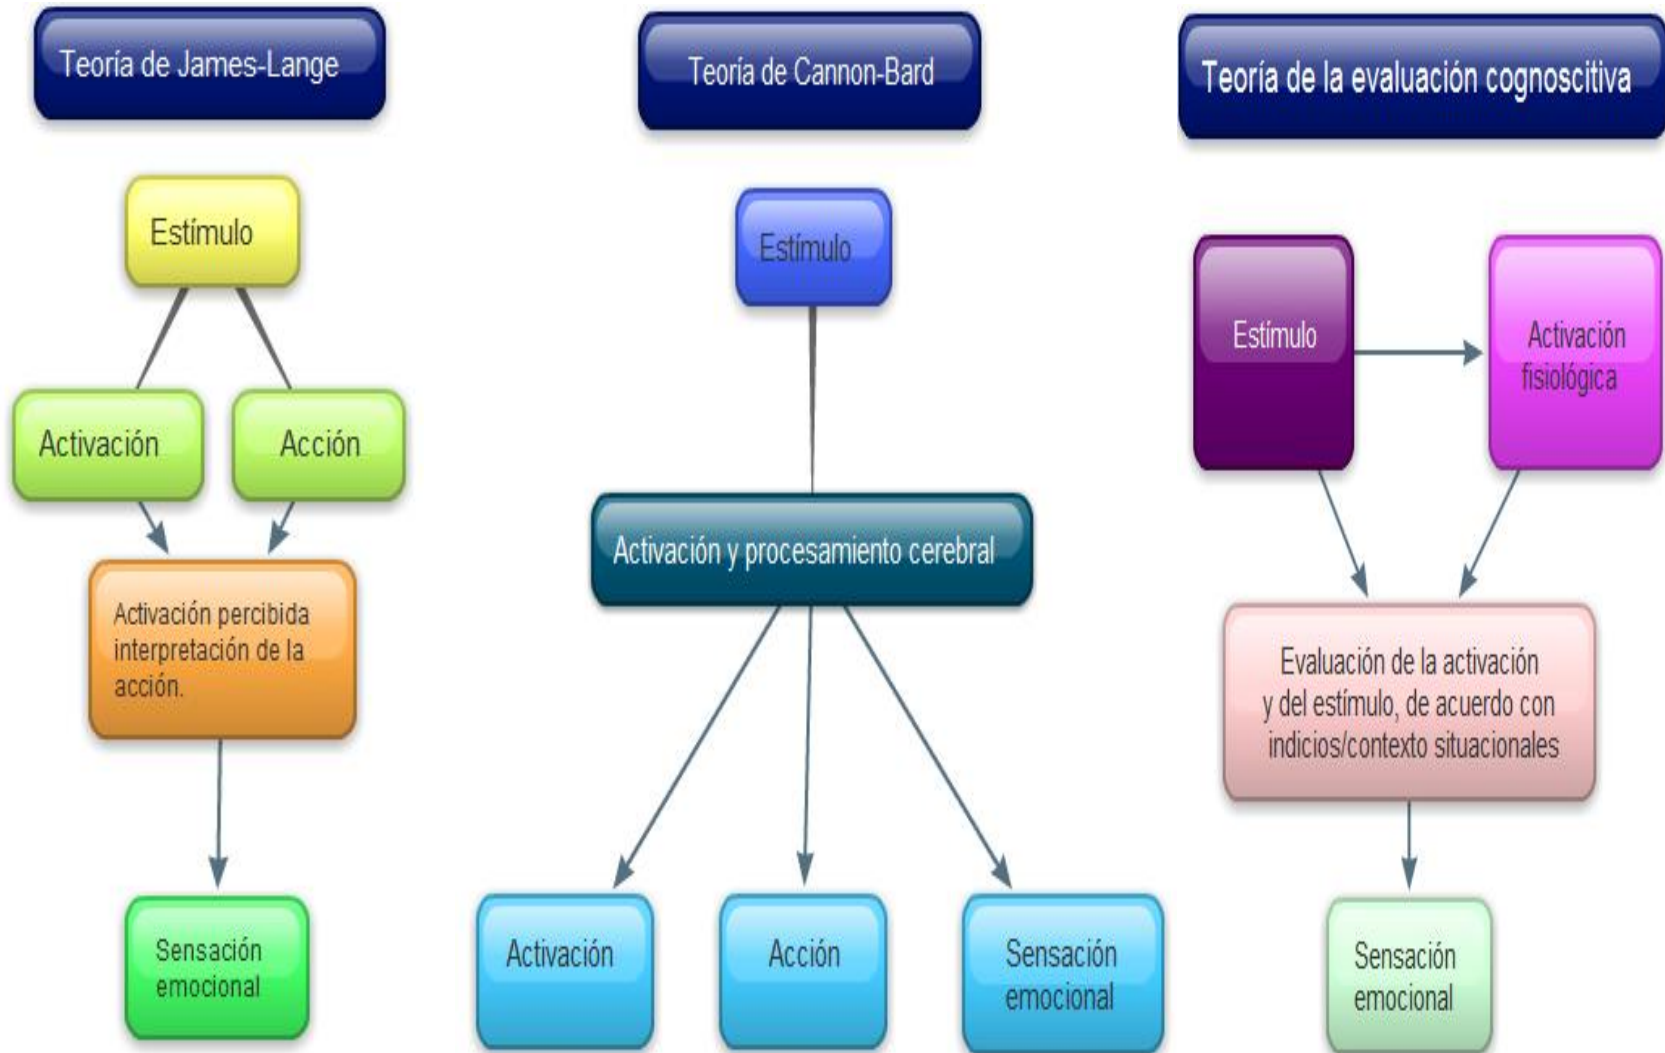 Teoría de James-Lange
Estímulo
Activación
Acción
Activación percibida
interpretación de la
acción.
Sensación
emocional
Teoría de Cannon-Bard
Estímulo
Activación y procesamiento cerebral
Activación
Acción
Sensación
emocional
Teoría de la evaluación cognoscitiva
Estímulo
Activación
fisiológica
Evaluación de la activación
y del estímulo, de acuerdo con
indicios/contexto situacionales
Sensación
emocional